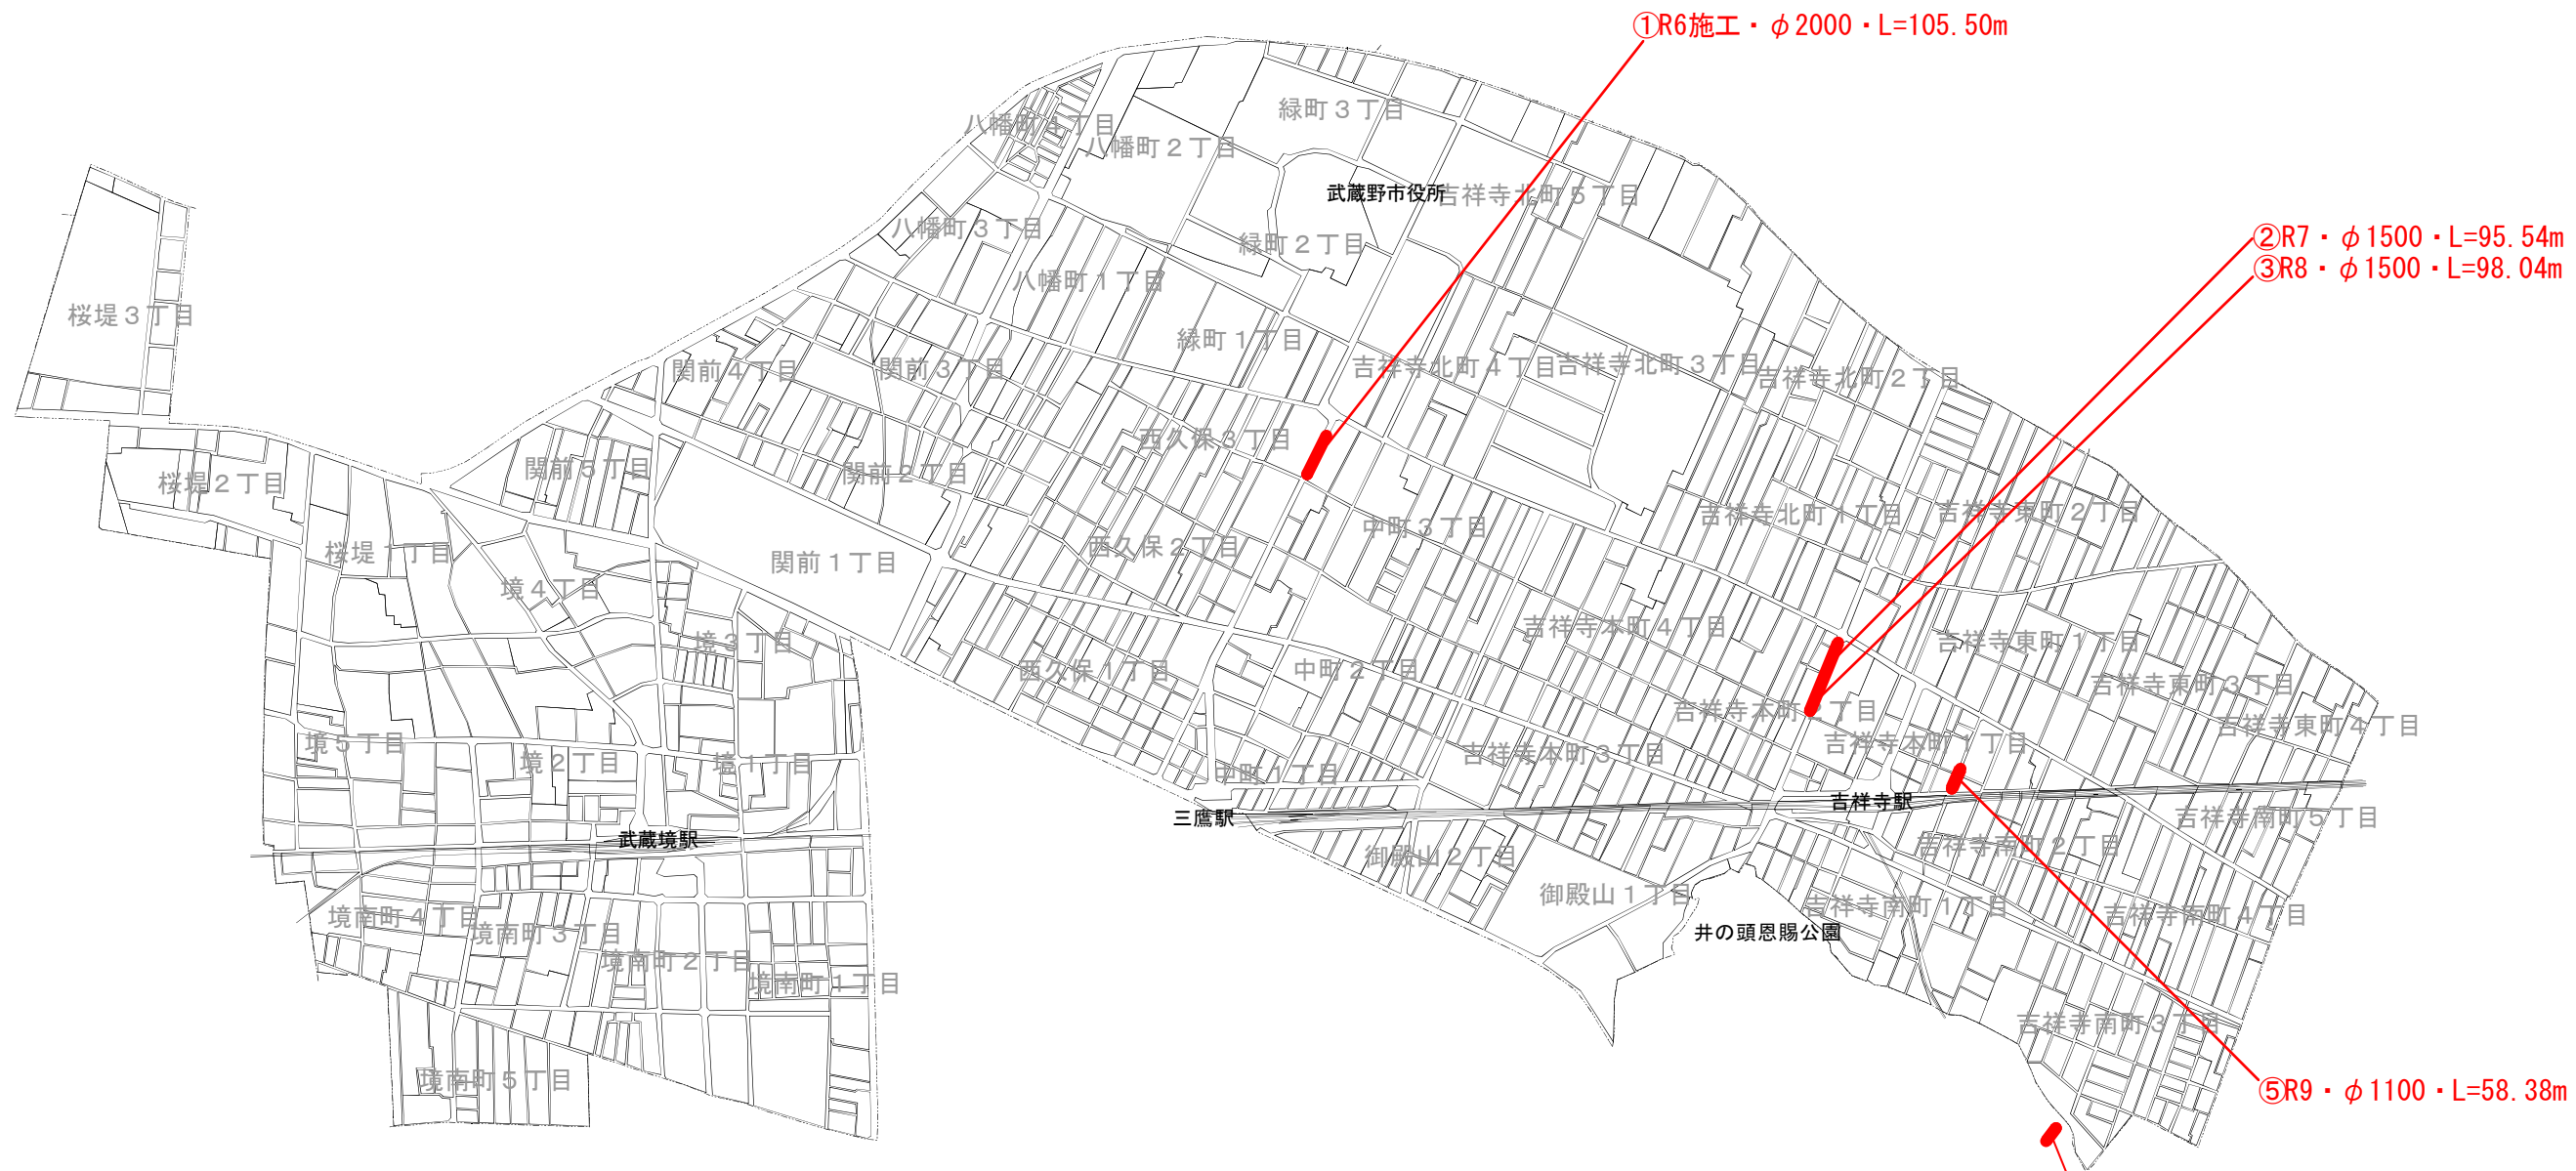 ①R6施工・φ2000・L=105.50m
緑町３丁目
八幡町４丁目
八幡町２丁目
武蔵野市役所
吉祥寺北町５丁目
八幡町３丁目
緑町２丁目
②R7・φ1500・L=95.54m
③R8・φ1500・L=98.04m
八幡町１丁目
桜堤３丁目
緑町１丁目
関前４丁目
関前３丁目
吉祥寺北町４丁目
吉祥寺北町３丁目
吉祥寺北町２丁目
西久保３丁目
関前５丁目
関前２丁目
桜堤２丁目
中町３丁目
吉祥寺北町１丁目
吉祥寺東町２丁目
桜堤１丁目
西久保２丁目
関前１丁目
境４丁目
境３丁目
吉祥寺本町４丁目
吉祥寺東町１丁目
西久保１丁目
中町２丁目
吉祥寺東町３丁目
吉祥寺本町２丁目
吉祥寺東町４丁目
境５丁目
境２丁目
境１丁目
吉祥寺本町３丁目
吉祥寺本町１丁目
中町１丁目
吉祥寺駅
三鷹駅
吉祥寺南町５丁目
武蔵境駅
御殿山２丁目
吉祥寺南町２丁目
御殿山１丁目
吉祥寺南町１丁目
吉祥寺南町４丁目
境南町４丁目
境南町３丁目
井の頭恩賜公園
境南町２丁目
境南町１丁目
吉祥寺南町３丁目
境南町５丁目
⑤R9・φ1100・L=58.38m